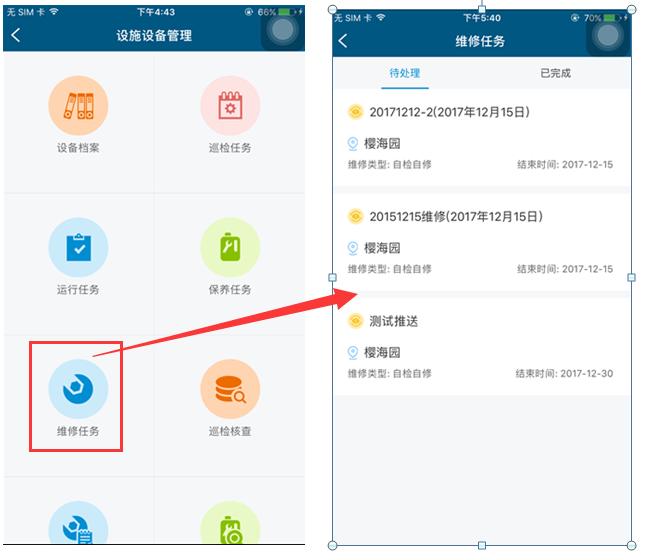 无 SIM 卡
下午4:43
66%
设施设备管理
设备档案
巡检任务
运行任务
保养任务
维修任务
巡检核查
无 SIM 卡
下午5:40
70%
维修任务
待处理
已完成
20171212-2(2017年12月15日)
樱海园
维修类型: 自检自修
结束时间: 2017-12-15
20151215维修(2017年12月15日)
樱海园
维修类型: 自检自修
结束时间: 2017-12-15
测试推送
樱海园
维修类型: 自检自修
结束时间: 2017-12-30